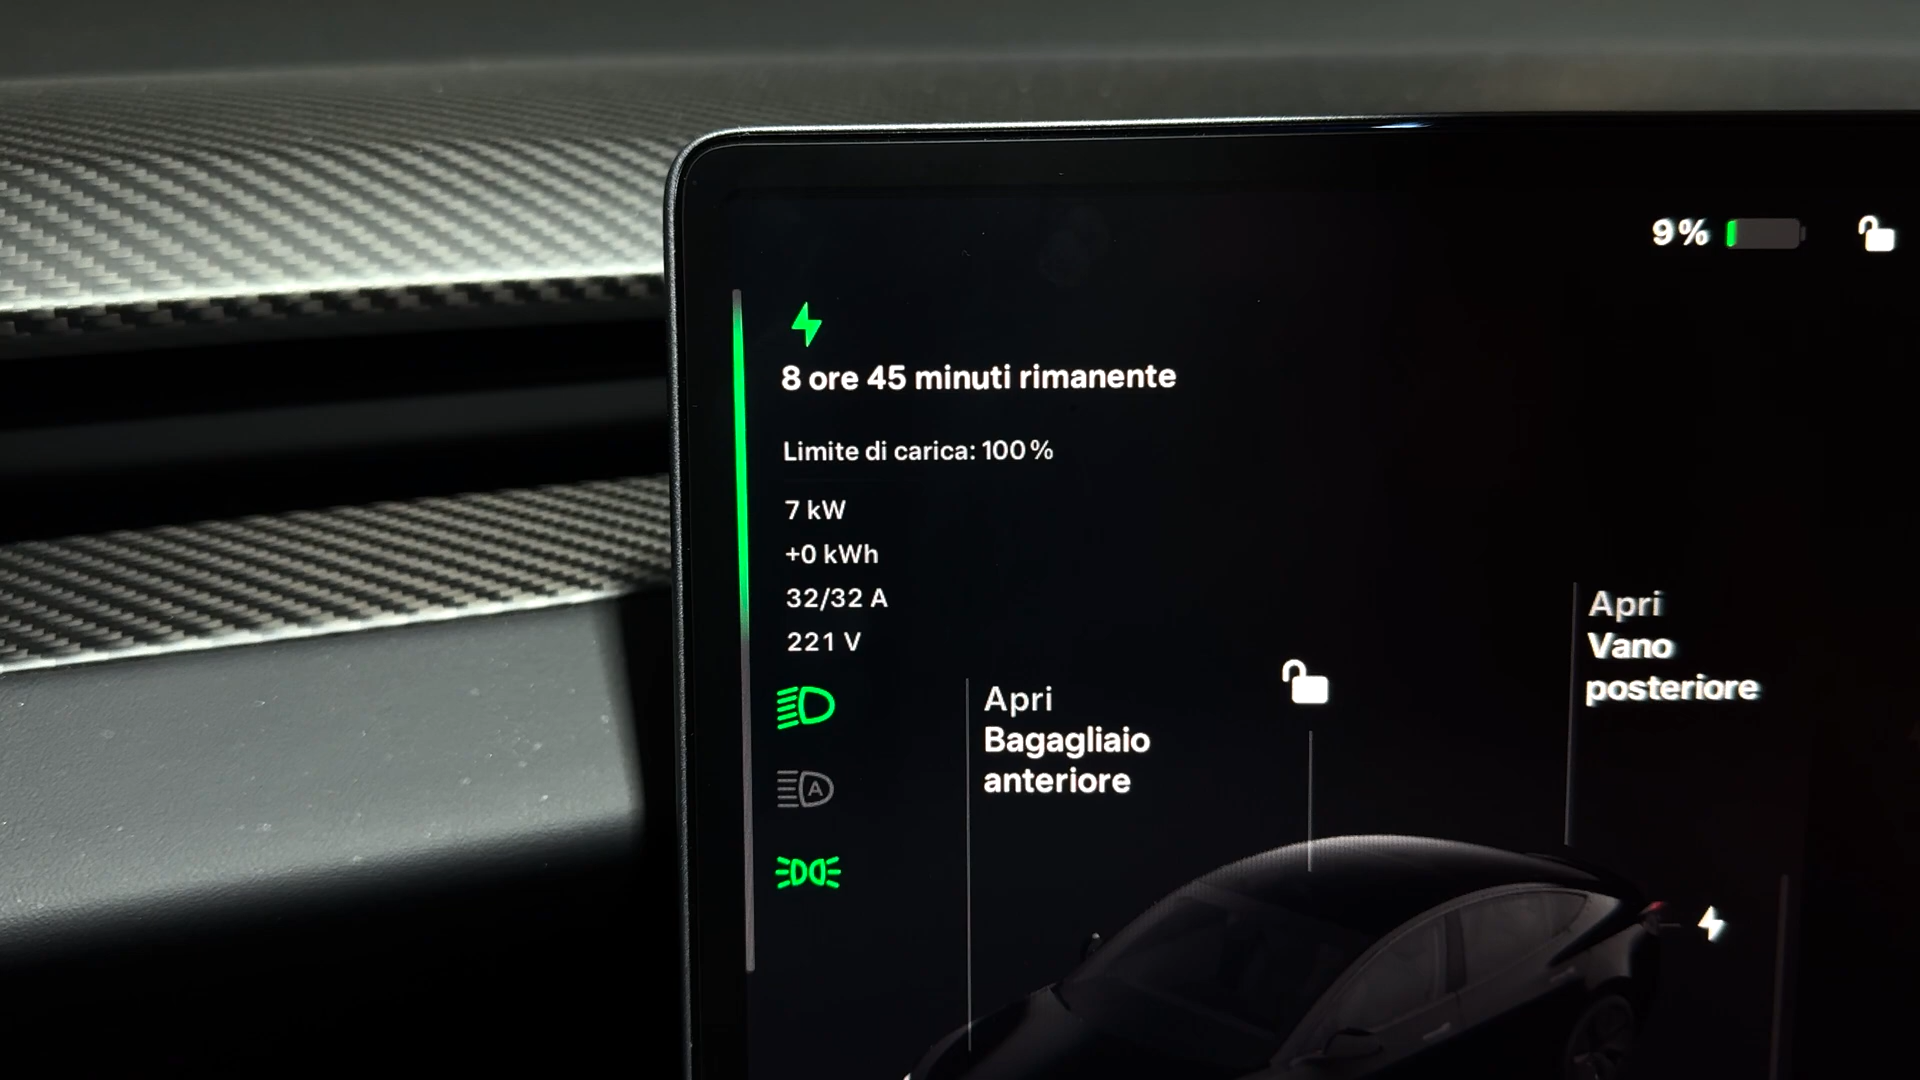 9%
8 ore 45 minuti rimanente
Limite di carica: 100%
7 kW
+0 kWh
32/32 A
221 V
A
Apri
Bagagliaio
anteriore
Apri
Vano
posteriore